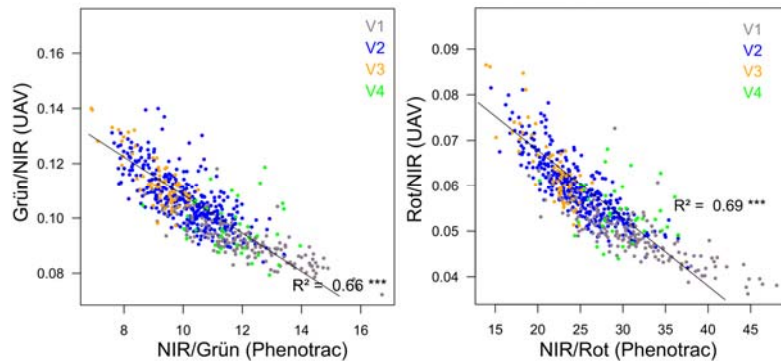 V1
V2
V3
V4
0.16
0.14
0.12
0.10
0.08
Grün/NIR (UAV)
R² = 0.66 ***
8 10 12 14 16
NIR/Grün (Phenotrac)
V1
V2
V3
V4
0.09
0.08
0.07
0.06
0.05
0.04
Rot/NIR (UAV)
R² = 0.69 ***
15 20 25 30 35 40 45
NIR/Rot (Phenotrac)